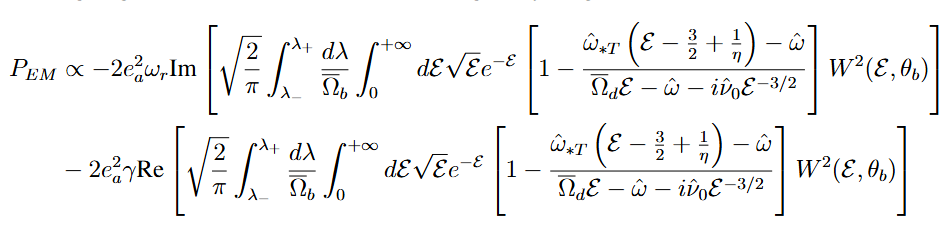 P_{EM} \propto -2e_a^2 \omega_r \text{Im} \left[ \sqrt{\frac{2}{\pi}} \int_{\lambda_-}^{\lambda_+} \frac{d\lambda}{\overline{\Omega}_b} \int_0^{+\infty} d\mathcal{E} \sqrt{\mathcal{E}} e^{-\mathcal{E}} \left[ 1 - \frac{\hat{\omega}_{*T} \left( \mathcal{E} - \frac{3}{2} + \frac{1}{\eta} \right) - \hat{\omega}}{\overline{\Omega}_d \mathcal{E} - \hat{\omega} - i\hat{\nu}_0 \mathcal{E}^{-3/2}} \right] W^2(\mathcal{E}, \theta_b) \right]
- 2e_a^2 \gamma \text{Re} \left[ \sqrt{\frac{2}{\pi}} \int_{\lambda_-}^{\lambda_+} \frac{d\lambda}{\overline{\Omega}_b} \int_0^{+\infty} d\mathcal{E} \sqrt{\mathcal{E}} e^{-\mathcal{E}} \left[ 1 - \frac{\hat{\omega}_{*T} \left( \mathcal{E} - \frac{3}{2} + \frac{1}{\eta} \right) - \hat{\omega}}{\overline{\Omega}_d \mathcal{E} - \hat{\omega} - i\hat{\nu}_0 \mathcal{E}^{-3/2}} \right] W^2(\mathcal{E}, \theta_b) \right]